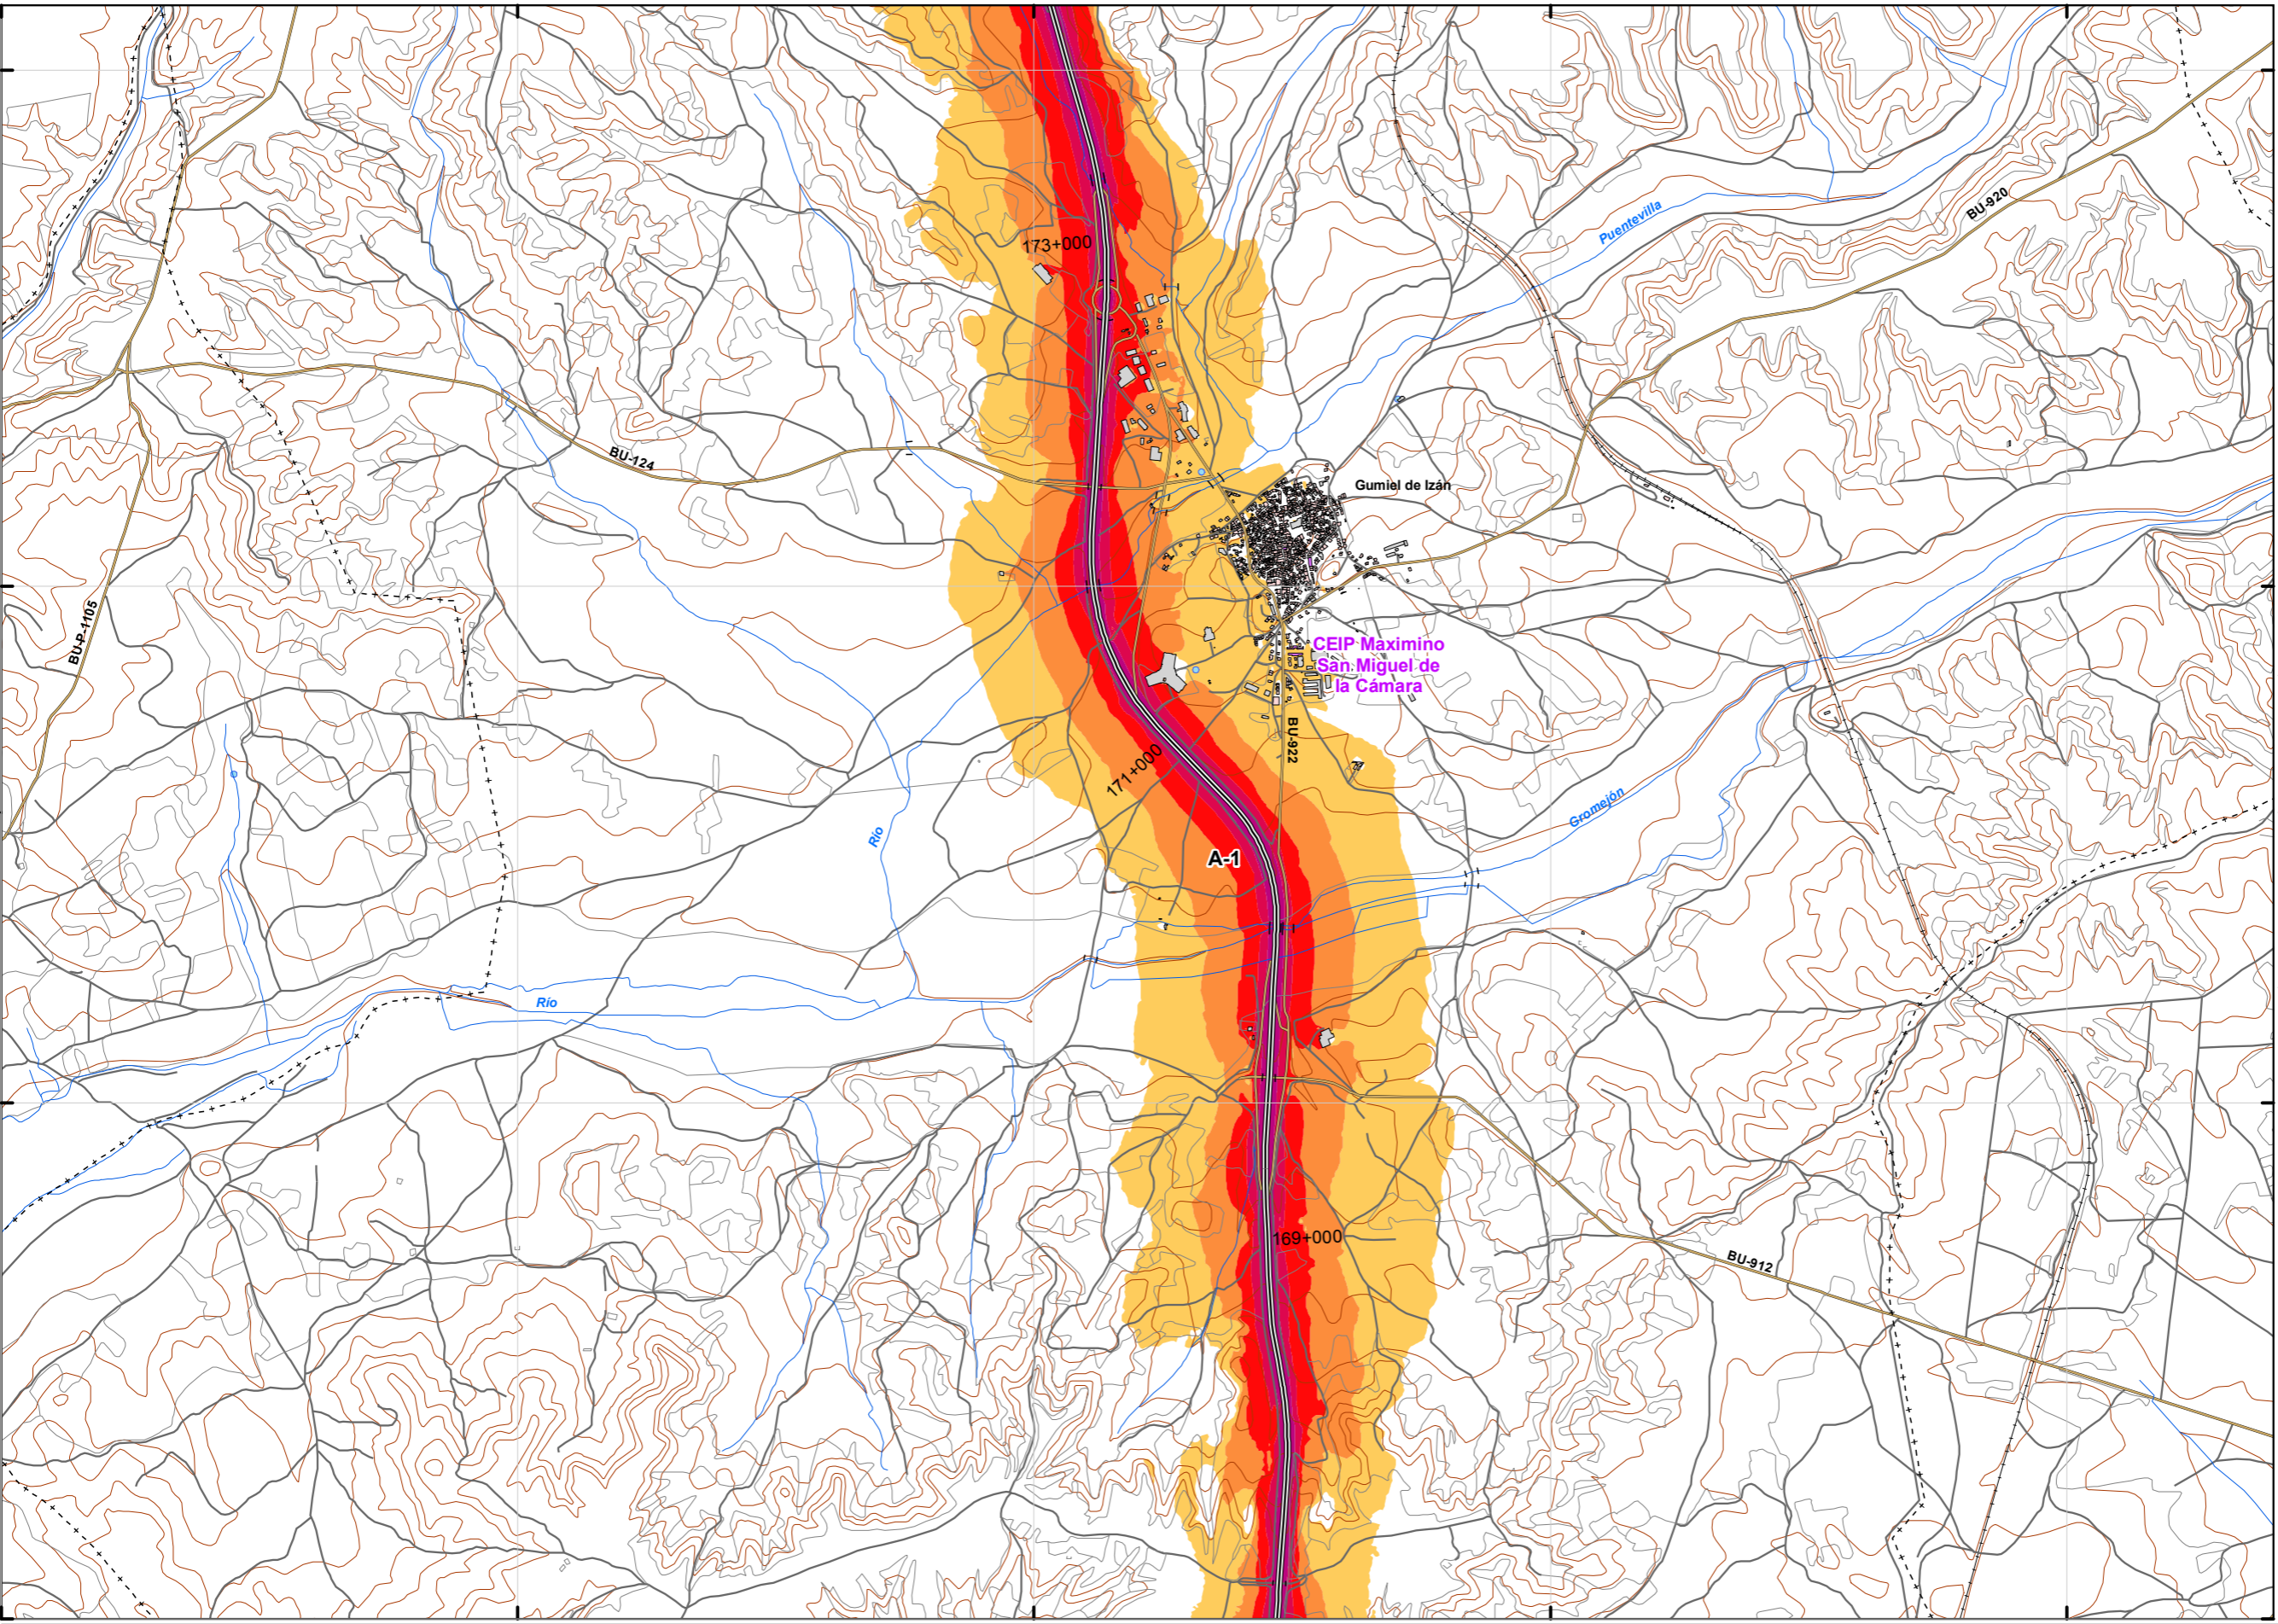 BU-920
Puentevilla
173+000
BU-124
Gumiel de Izán
BU-P-1105
CEIP Maximino
San Miguel de
la Cámara
BU-922
171+000
Gromejón
Río
A-1
Río
169+000
BU-912